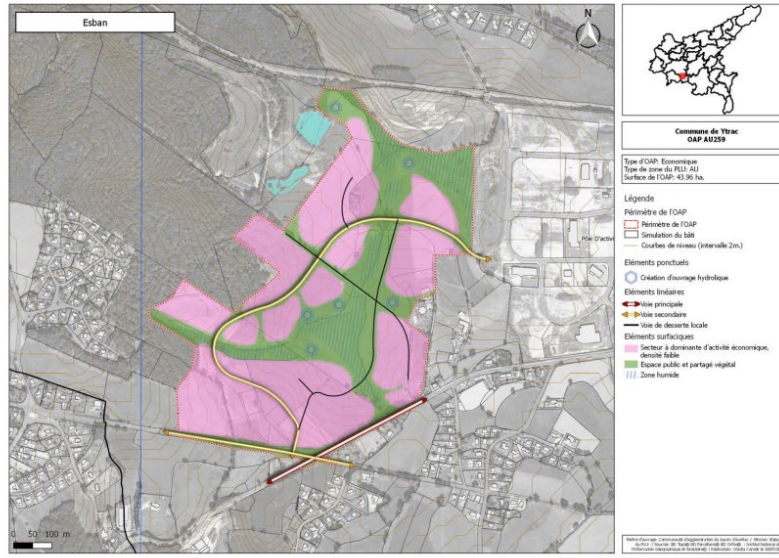 Esban
N
Commune de Ytrac
OAP AU259
Type d'OAP: Economique
Type de zone du PLU: AU
Surface de l'OAP: 43.96 ha.
Légende
Périmètre de l'OAP
Périmètre de l'OAP
Simulation du bâti
Courbes de niveau (intervalle 2m.)
Eléments ponctuels
Création d'ouvrage hydrolique
Eléments linéaires
Voie principale
Voie secondaire
Voie de desserte locale
Eléments surfaciques
Secteur à dominante d'activité économique,
densité faible
Espace public et partagé végétal
Zone humide
Pôle D'activi
0 50 100 m